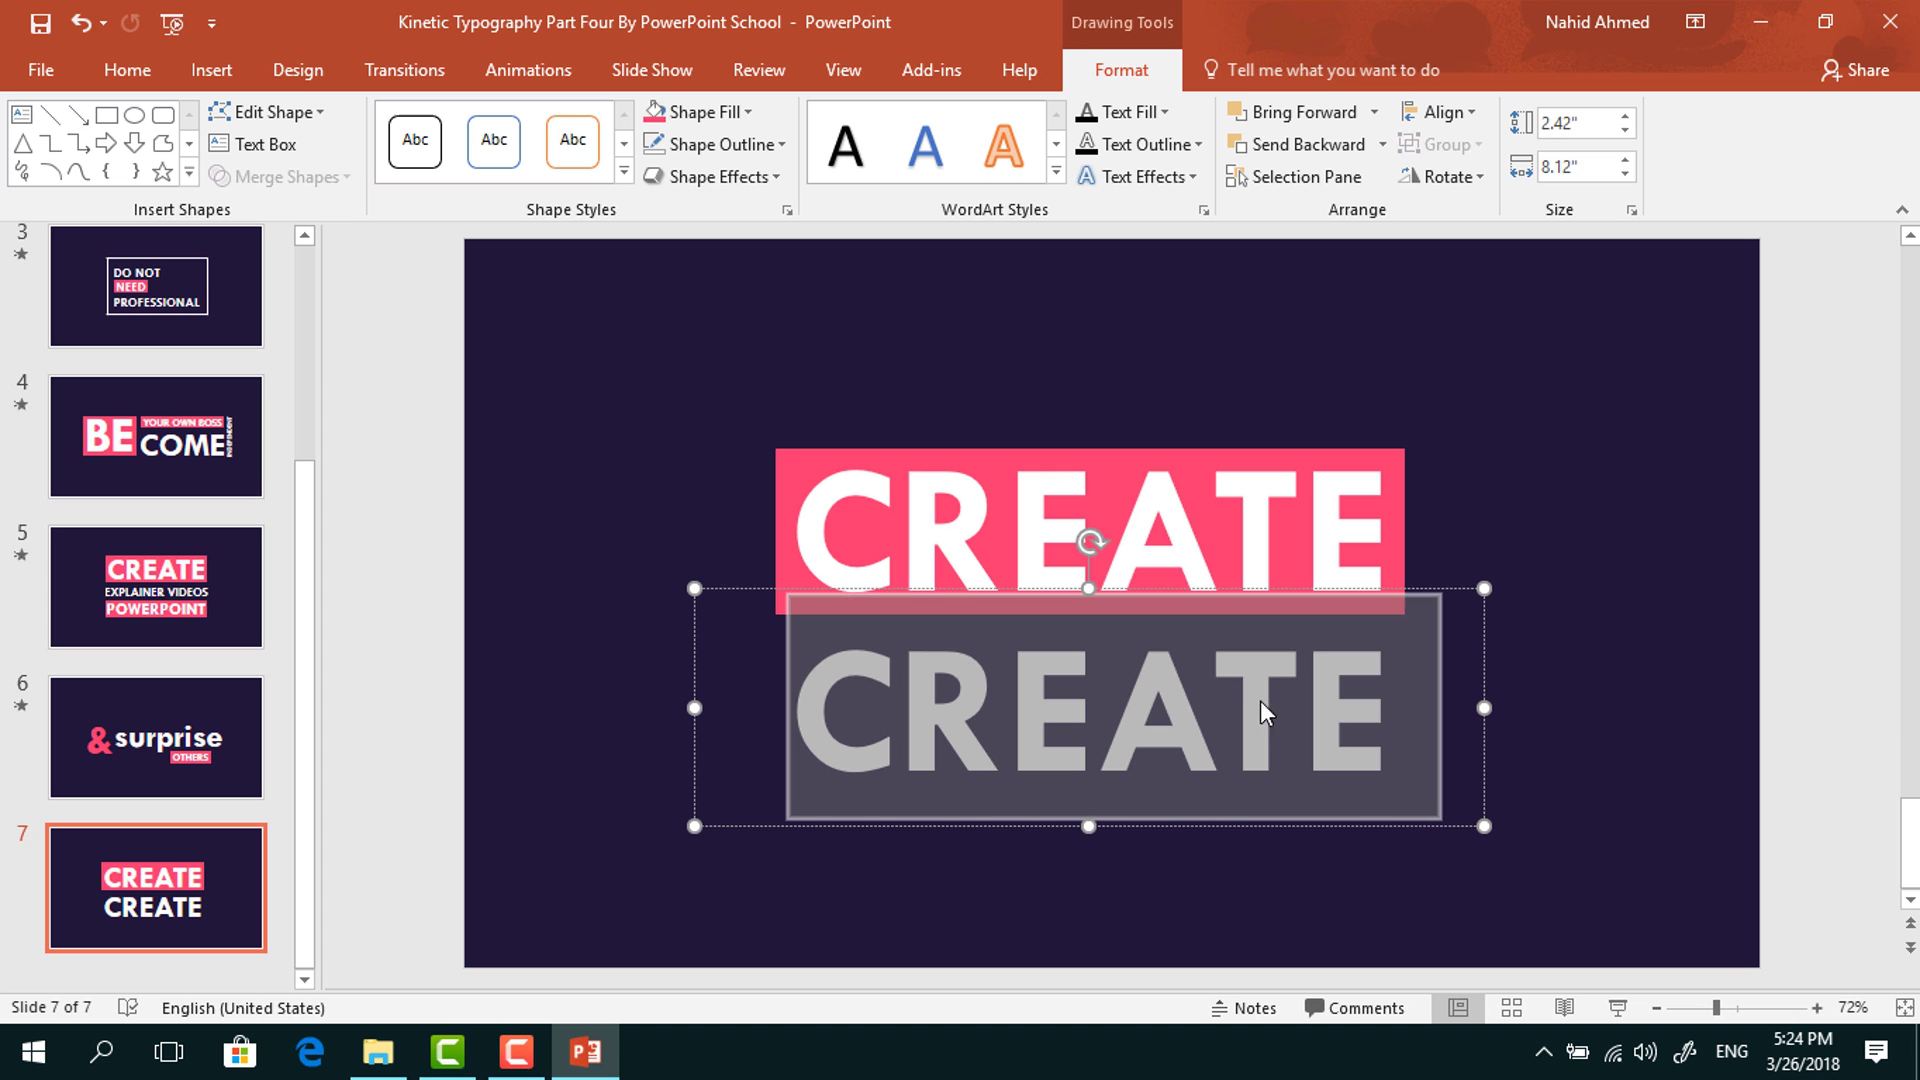 Kinetic Typography Part Four By PowerPoint School - PowerPoint
Drawing Tools
Nahid Ahmed
File Home Insert Design Transitions Animations Slide Show Review View Add-ins Help Format Tell me what you want to do Share
Edit Shape
Text Box
Merge Shapes
Insert Shapes
Abc Abc Abc
Shape Fill
Shape Outline
Shape Effects
Shape Styles
A A A
Text Fill
Text Outline
Text Effects
WordArt Styles
Bring Forward
Send Backward
Selection Pane
Align
Group
Rotate
Arrange
2.42"
8.12"
Size
3
DO NOT
NEED
PROFESSIONAL
4
BE
YOUR OWN BOSS
COME
INDEPENDENT
5
CREATE
EXPLAINER VIDEOS
POWERPOINT
6
& surprise
OTHERS
7
CREATE
CREATE
CREATE
CREATE
Slide 7 of 7 English (United States) Notes Comments 72%
ENG
5:24 PM
3/26/2018